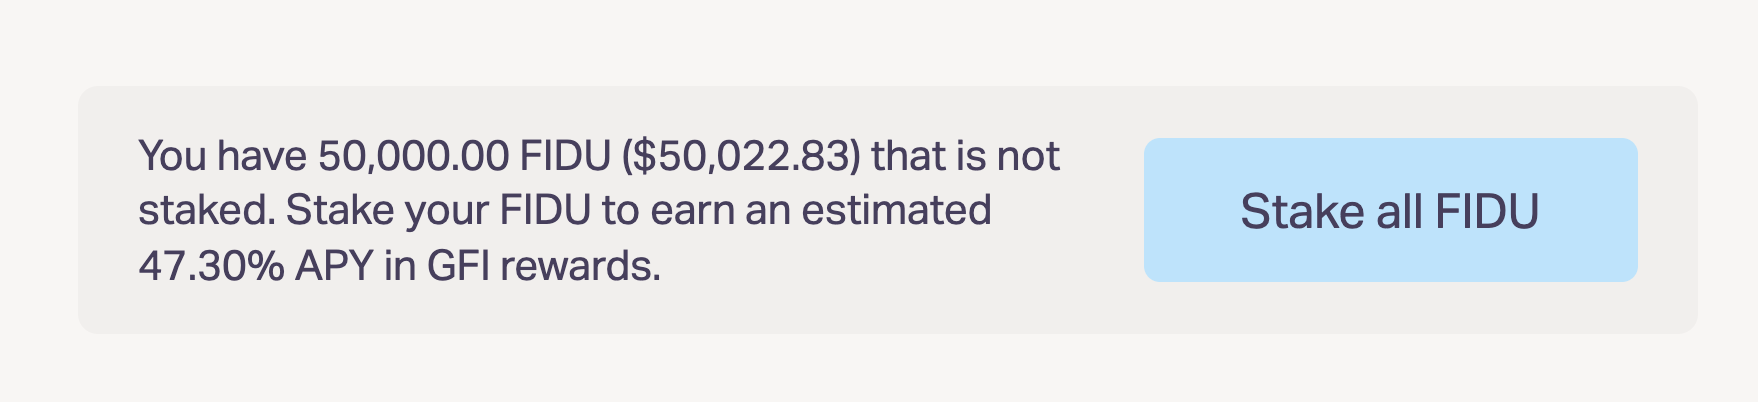 You have 50,000.00 FIDU ($50,022.83) that is not
staked. Stake your FIDU to earn an estimated
47.30% APY in GFI rewards.
Stake all FIDU